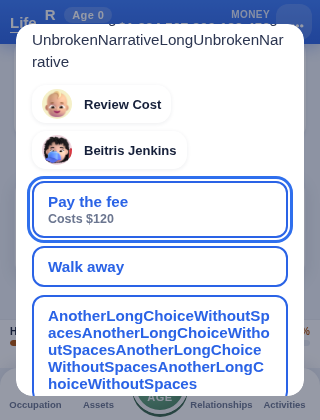 Life R Age 0 MONEY
UnbrokenNarrativeLongUnbrokenNar
rative
Review Cost
Beitris Jenkins
Pay the fee
Costs $120
Walk away
AnotherLongChoiceWithoutSp
acesAnotherLongChoiceWitho
utSpacesAnotherLongChoice
WithoutSpacesAnotherLongC
hoiceWithoutSpaces
AGE
Occupation Assets Relationships Activities